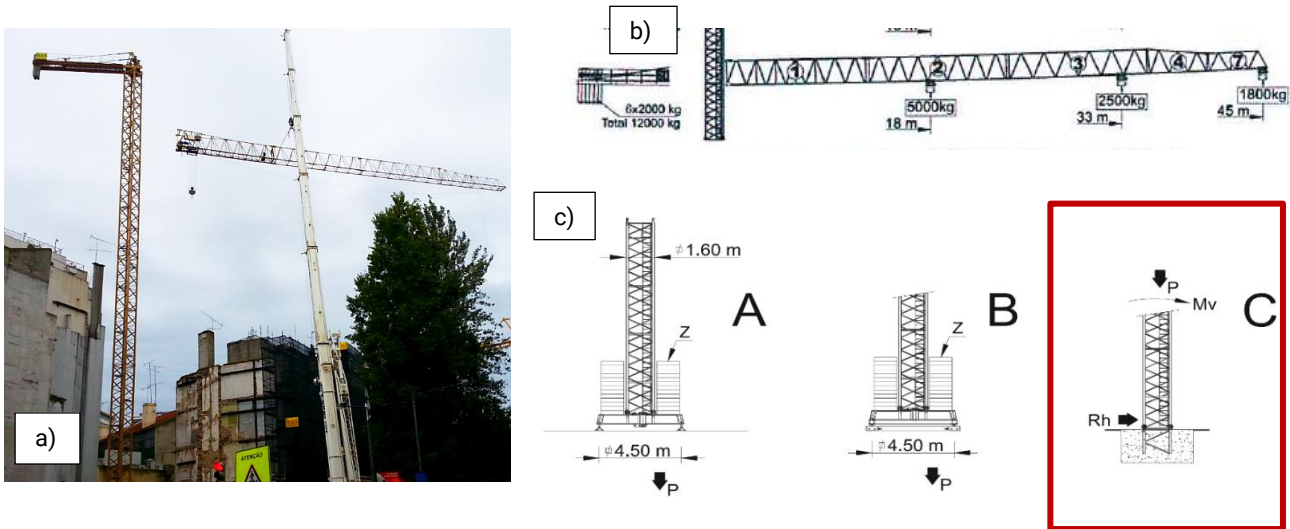 a)
ATENÇÃO
b)
6x2000 kg
Total 12000 kg
1
2
3
4
7
5000kg
18 m
2500kg
33 m
1800kg
45 m
c)
⌀1.60 m
A
Z
⌀4.50 m
P
B
Z
⌀4.50 m
P
P
Mv
C
Rh